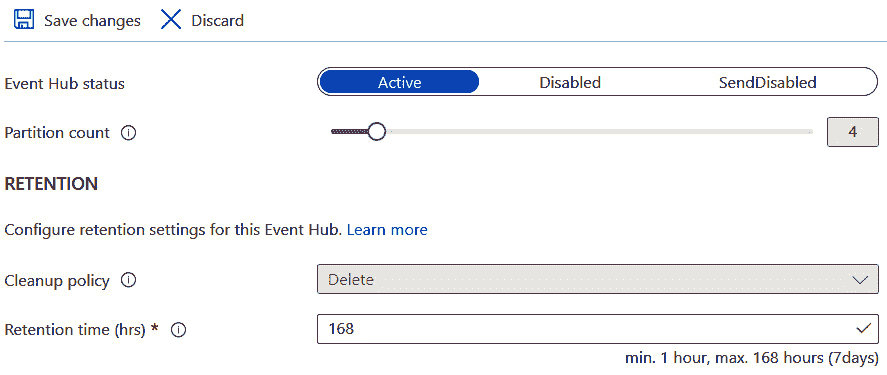 Save changes Discard
Event Hub status Active Disabled SendDisabled
Partition count 4
RETENTION
Configure retention settings for this Event Hub. Learn more
Cleanup policy Delete
Retention time (hrs) * 168
min. 1 hour, max. 168 hours (7days)